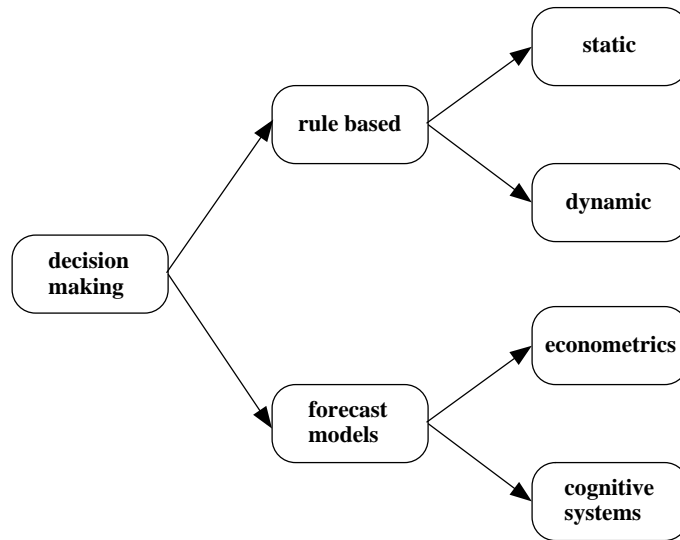 static
rule based
dynamic
decision
making
econometrics
forecast
models
cognitive
systems